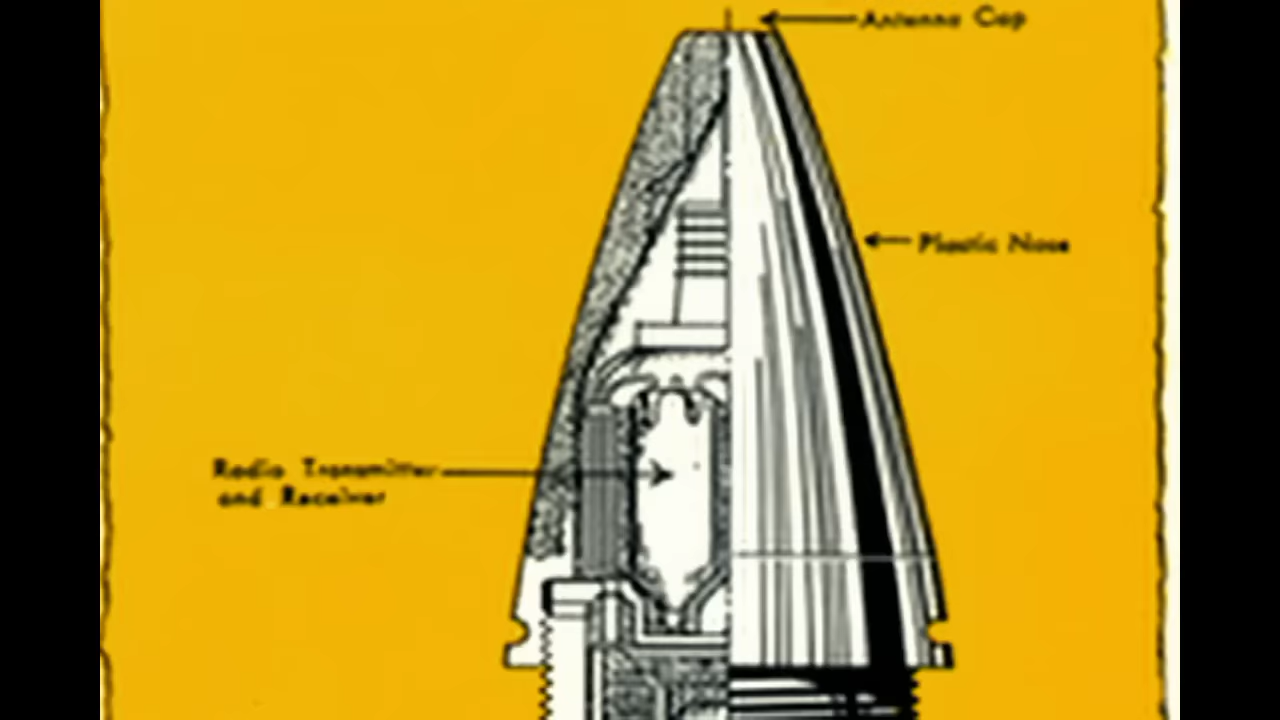 Antenna Cap
Plastic Nose
Radio Transmitter
and Receiver